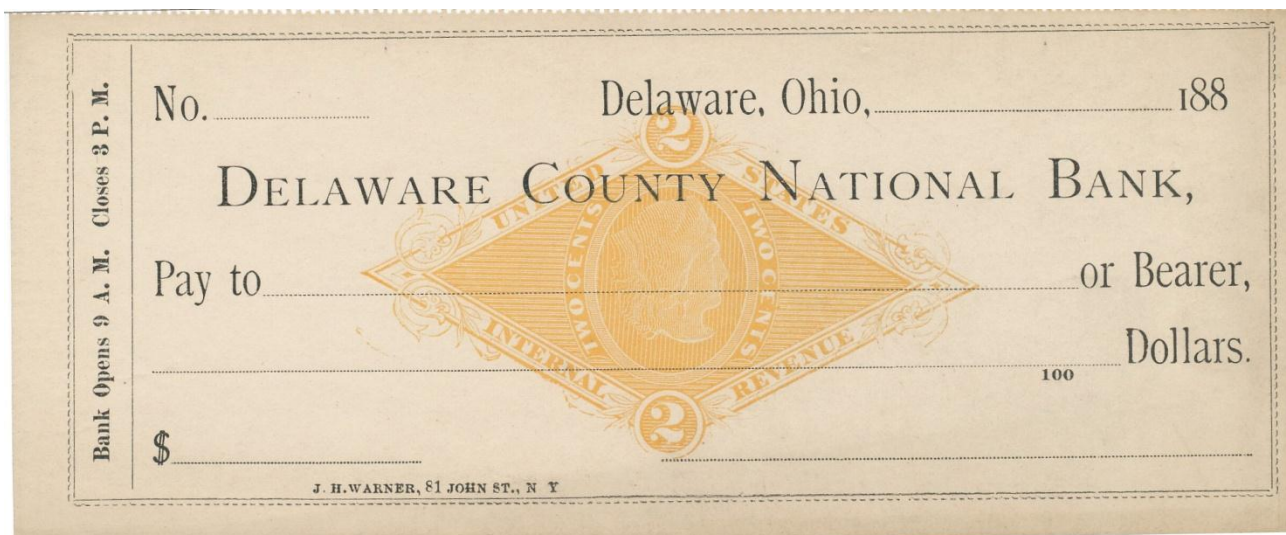 Bank Opens 9 A. M. Closes 3 P. M.
No. Delaware, Ohio, 188
2
UNITED STATES
DELAWARE COUNTY NATIONAL BANK,
TWO CENTS TWO CENTS
Pay to or Bearer,
INTERNAL REVENUE
Dollars.
100
2
$
J. H. WARNER, 81 JOHN ST., N Y